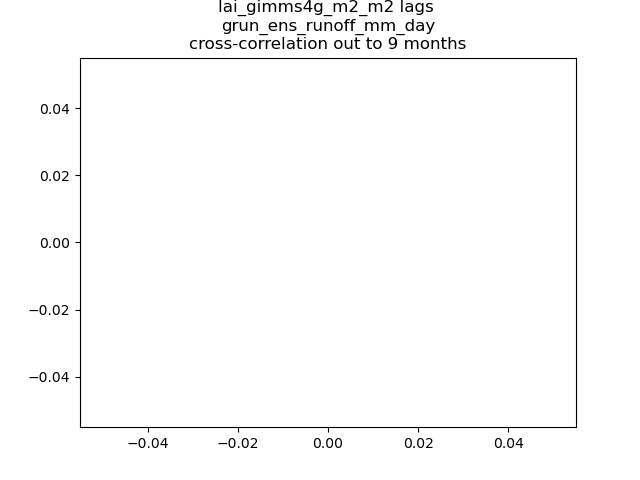 lai_gimms4g_m2_m2 lags
grun_ens_runoff_mm_day
cross-correlation out to 9 months
0.04
0.02
0.00
−0.02
−0.04
−0.04 −0.02 0.00 0.02 0.04